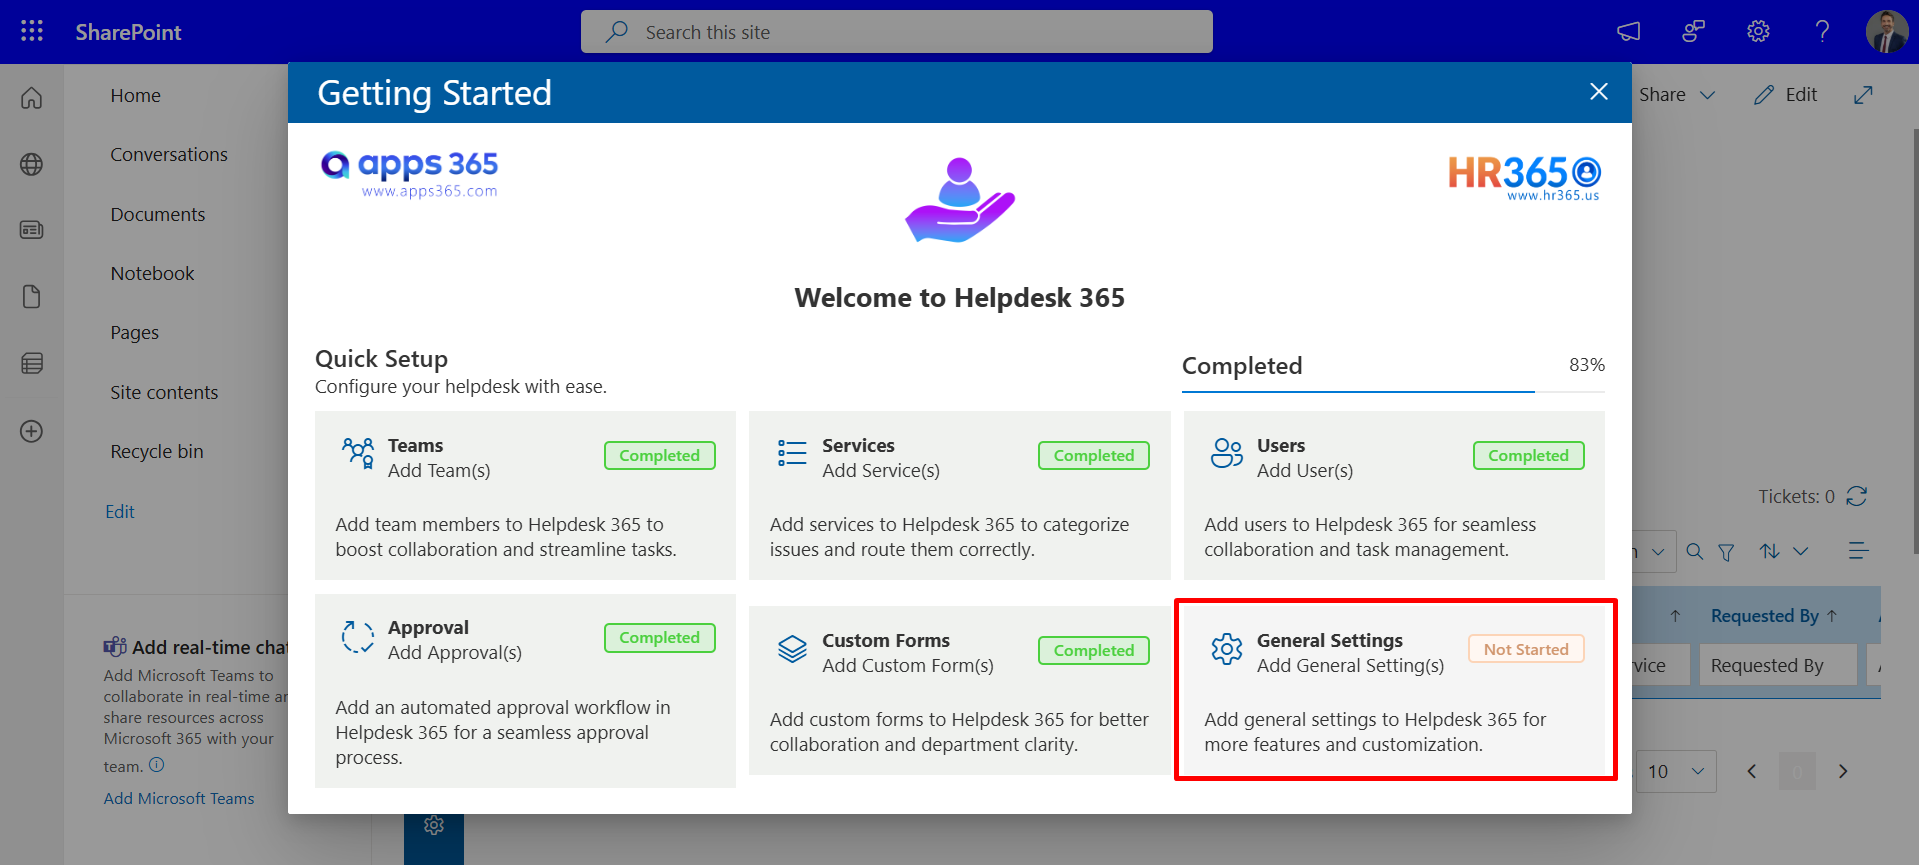 SharePoint
Search this site
Home
Conversations
Documents
Notebook
Pages
Site contents
Recycle bin
Edit
Add real-time chat
Add Microsoft Teams to
collaborate in real-time
share resources across
Microsoft 365 with your
team.
Add Microsoft Teams
Getting Started
apps 365
www.apps365.com
HR365
www.hr365.us
Welcome to Helpdesk 365
Quick Setup
Configure your helpdesk with ease.
Completed
83%
Teams
Add Team(s)
Completed
Add team members to Helpdesk 365 to
boost collaboration and streamline tasks.
Services
Add Service(s)
Completed
Add services to Helpdesk 365 to categorize
issues and route them correctly.
Users
Add User(s)
Completed
Add users to Helpdesk 365 for seamless
collaboration and task management.
Approval
Add Approval(s)
Completed
Add an automated approval workflow in
Helpdesk 365 for a seamless approval
process.
Custom Forms
Add Custom Form(s)
Completed
Add custom forms to Helpdesk 365 for better
collaboration and department clarity.
General Settings
Add General Setting(s)
Not Started
Add general settings to Helpdesk 365 for
more features and customization.
Share
Edit
Tickets: 0
Requested By
Requested By
10
0